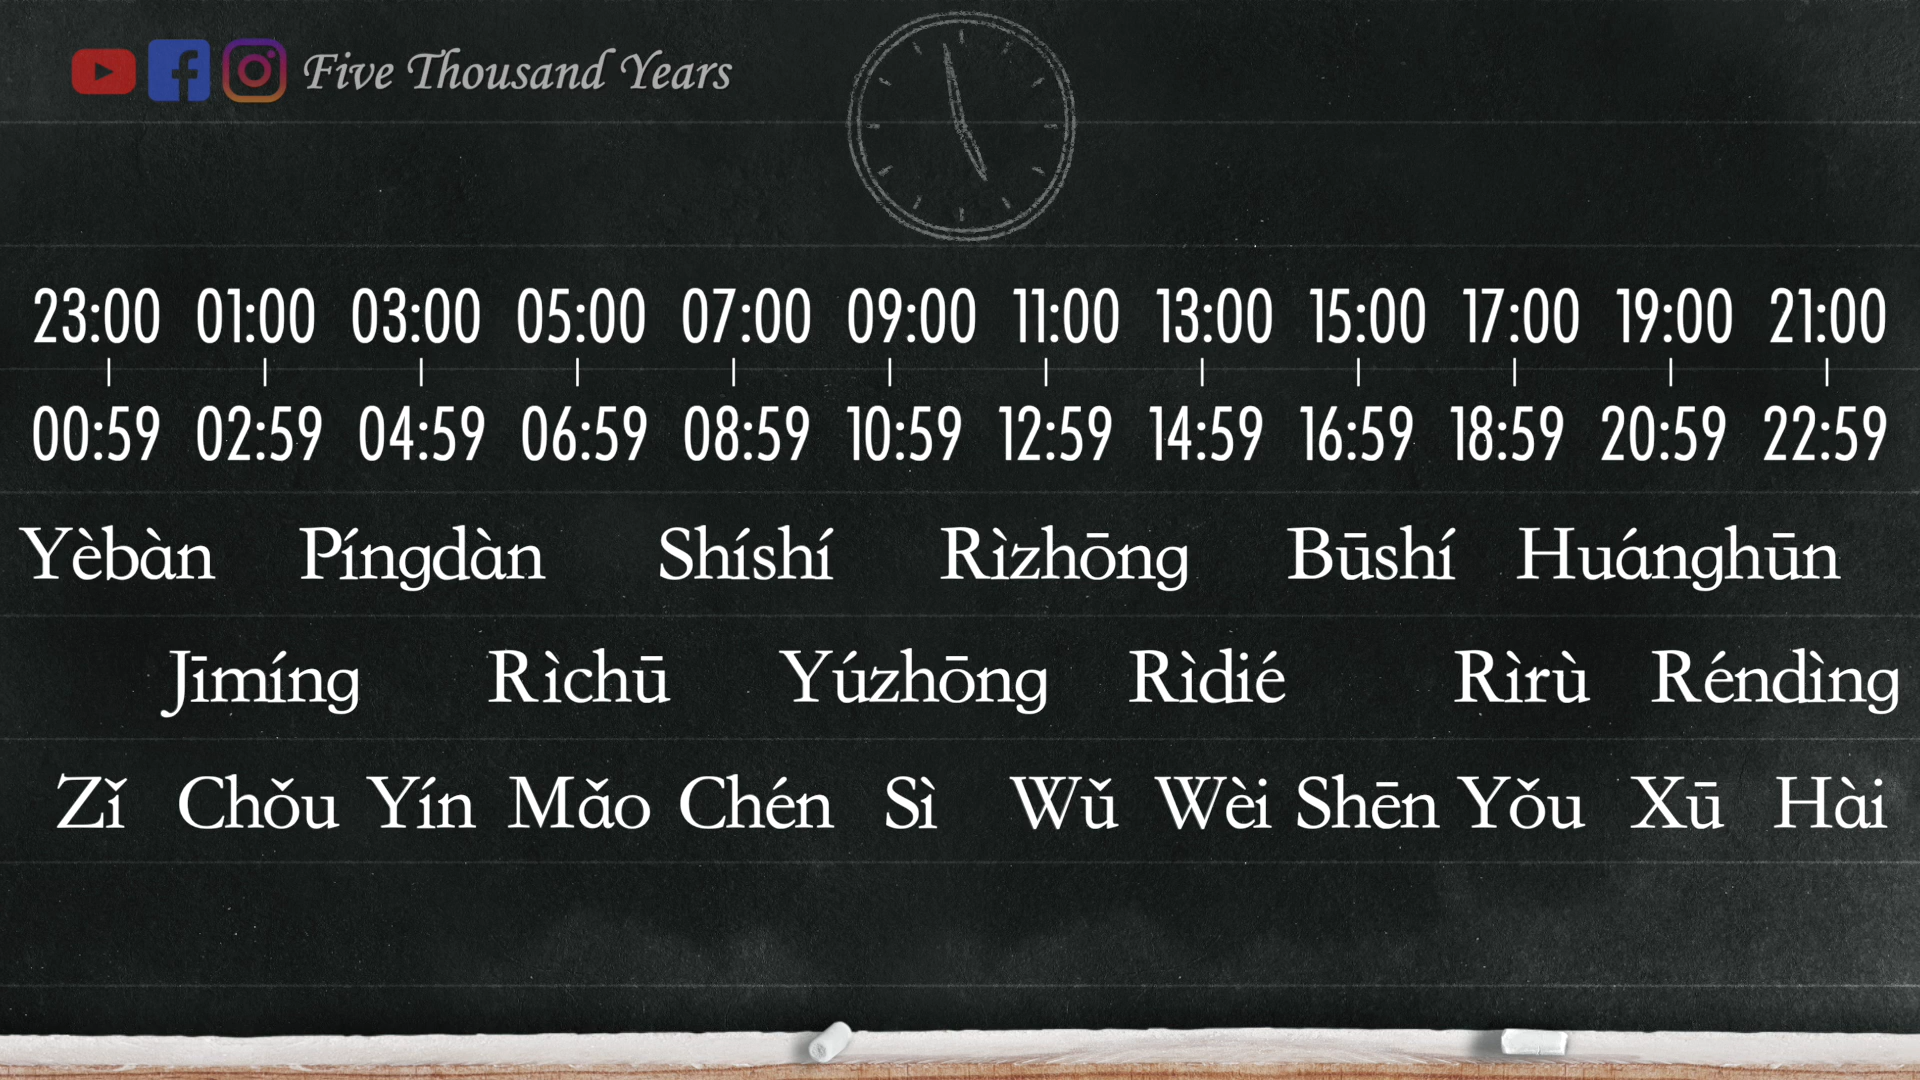 Five Thousand Years
23:00 01:00 03:00 05:00 07:00 09:00 11:00 13:00 15:00 17:00 19:00 21:00
00:59 02:59 04:59 06:59 08:59 10:59 12:59 14:59 16:59 18:59 20:59 22:59
Yèbàn Píngdàn Shíshí Rìzhōng Būshí Huánghūn
Jīmíng Rìchū Yúzhōng Rìdié Rìrù Réndìng
Zǐ Chǒu Yín Mǎo Chén Sì Wǔ Wèi Shēn Yǒu Xū Hài